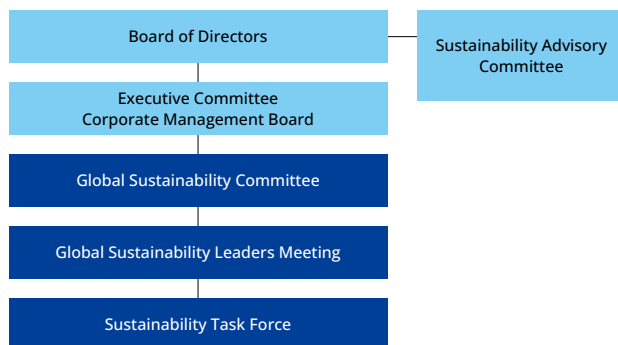 Board of Directors
Sustainability Advisory
Committee
Executive Committee
Corporate Management Board
Global Sustainability Committee
Global Sustainability Leaders Meeting
Sustainability Task Force